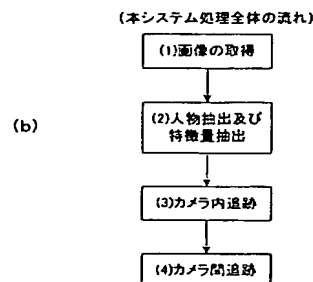 (本システム処理全体の流れ)
(1)画像の取得
(b)
(2)人物抽出及び
特徴量抽出
(3)カメラ内追跡
(4)カメラ間追跡